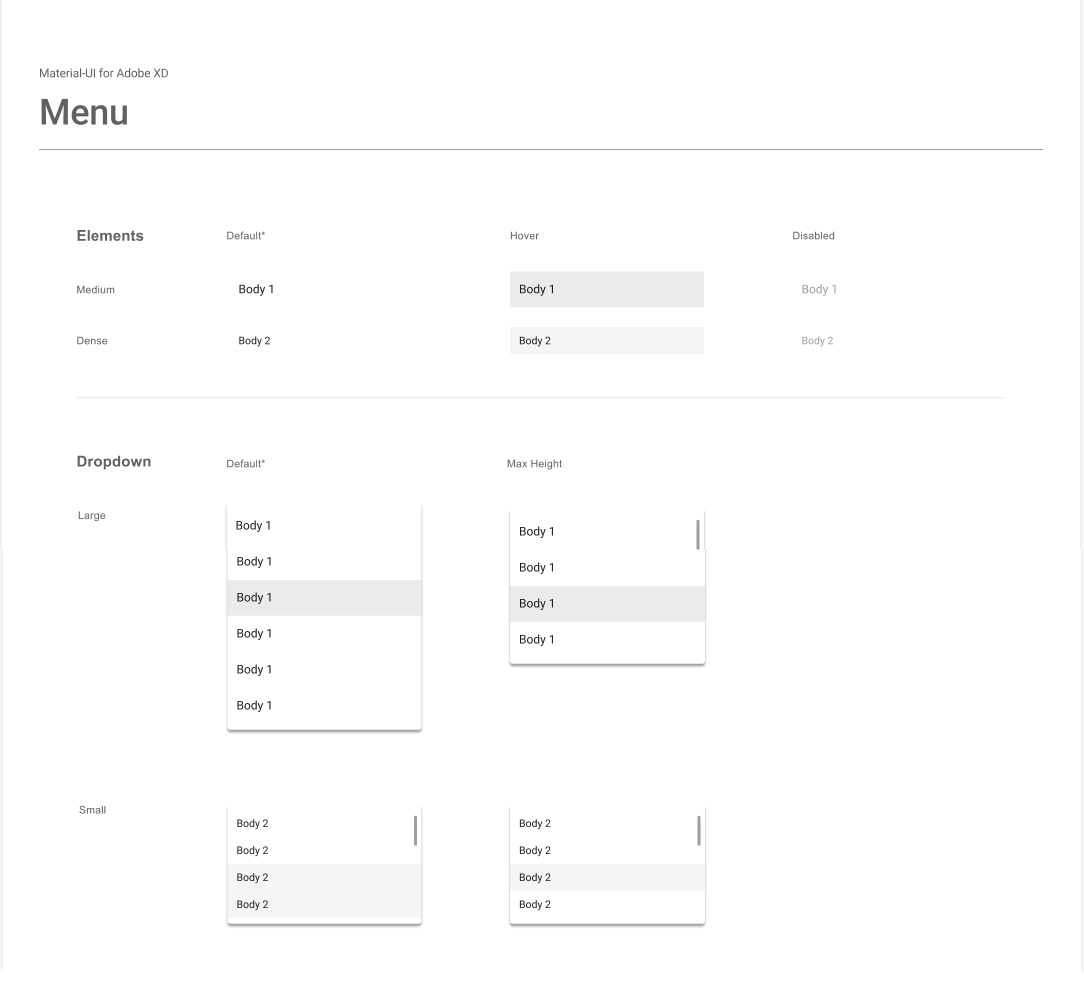 Material-UI for Adobe XD
Menu
Elements Default* Hover Disabled
Medium Body 1 Body 1 Body 1
Dense Body 2 Body 2 Body 2
Dropdown Default* Max Height
Large
Body 1
Body 1
Body 1
Body 1
Body 1
Body 1
Body 1
Body 1
Body 1
Body 1
Small
Body 2
Body 2
Body 2
Body 2
Body 2
Body 2
Body 2
Body 2